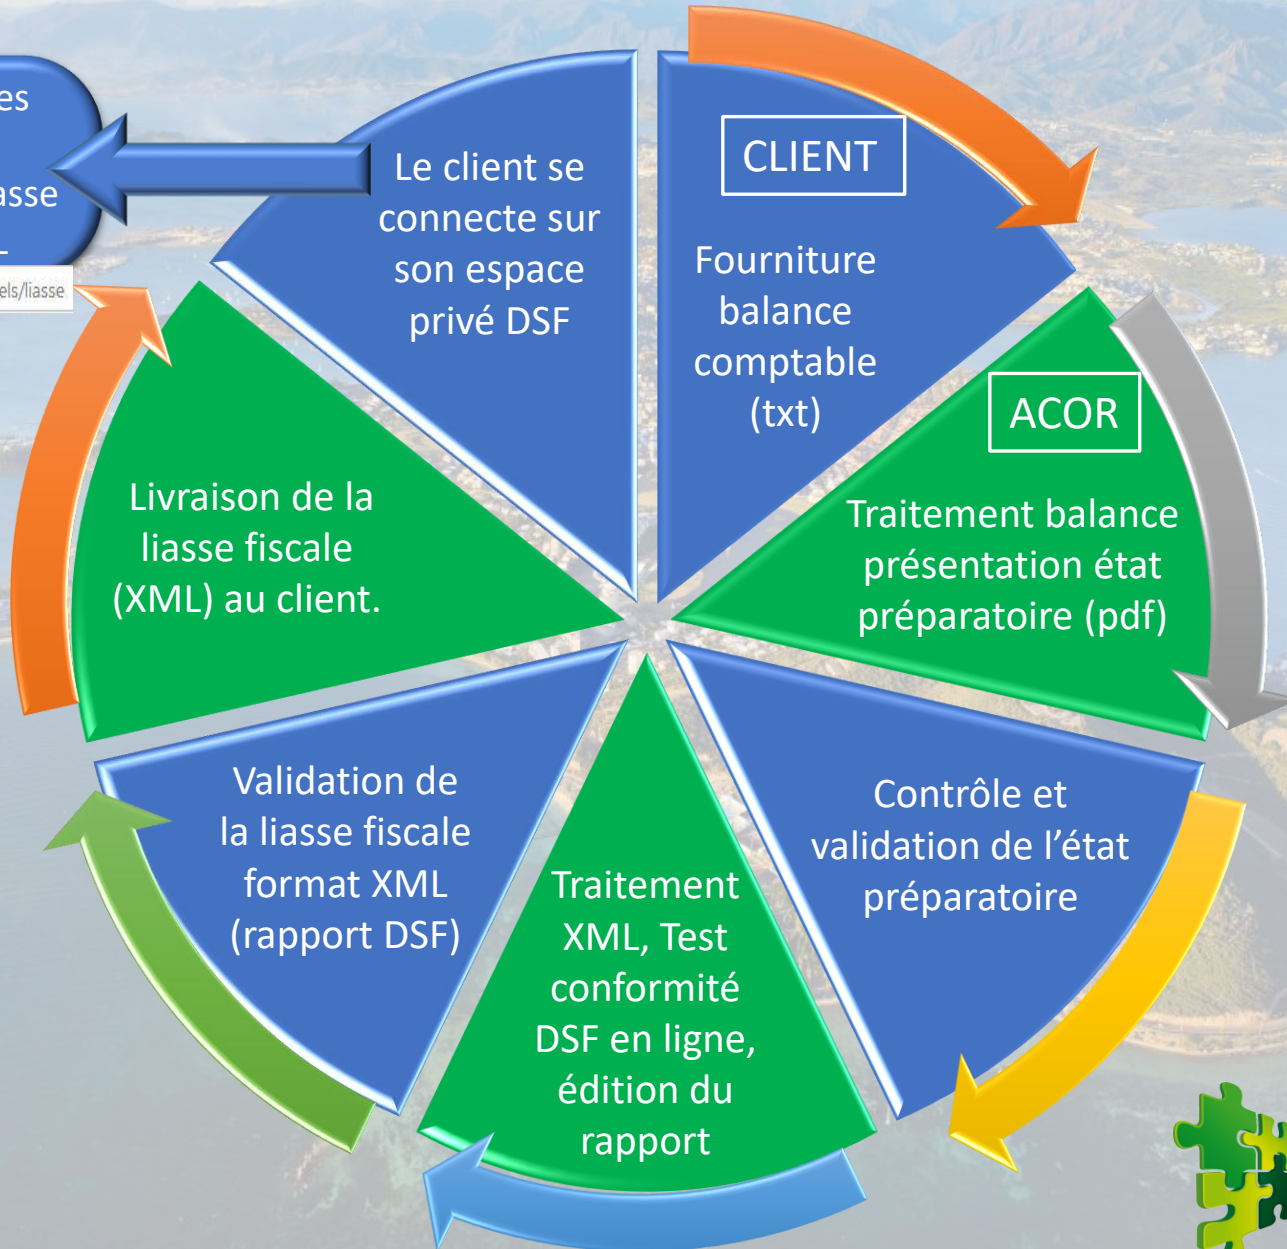 CLIENT
Fourniture
balance
comptable
(txt)
ACOR
Traitement balance
présentation état
préparatoire (pdf)
Contrôle et
validation de l’état
préparatoire
Traitement
XML, Test
conformité
DSF en ligne,
édition du
rapport
Validation de
la liasse fiscale
format XML
(rapport DSF)
Livraison de la
liasse fiscale
(XML) au client.
Le client se
connecte sur
son espace
privé DSF
es
asse
els/liasse